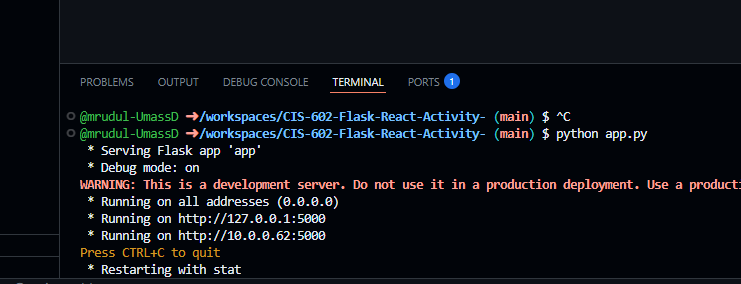 PROBLEMS OUTPUT DEBUG CONSOLE TERMINAL PORTS 1
@mrudul-UmassD ➜/workspaces/CIS-602-Flask-React-Activity- (main) $ ^C
@mrudul-UmassD ➜/workspaces/CIS-602-Flask-React-Activity- (main) $ python app.py
 * Serving Flask app 'app'
 * Debug mode: on
WARNING: This is a development server. Do not use it in a production deployment. Use a producti
 * Running on all addresses (0.0.0.0)
 * Running on http://127.0.0.1:5000
 * Running on http://10.0.0.62:5000
Press CTRL+C to quit
 * Restarting with stat